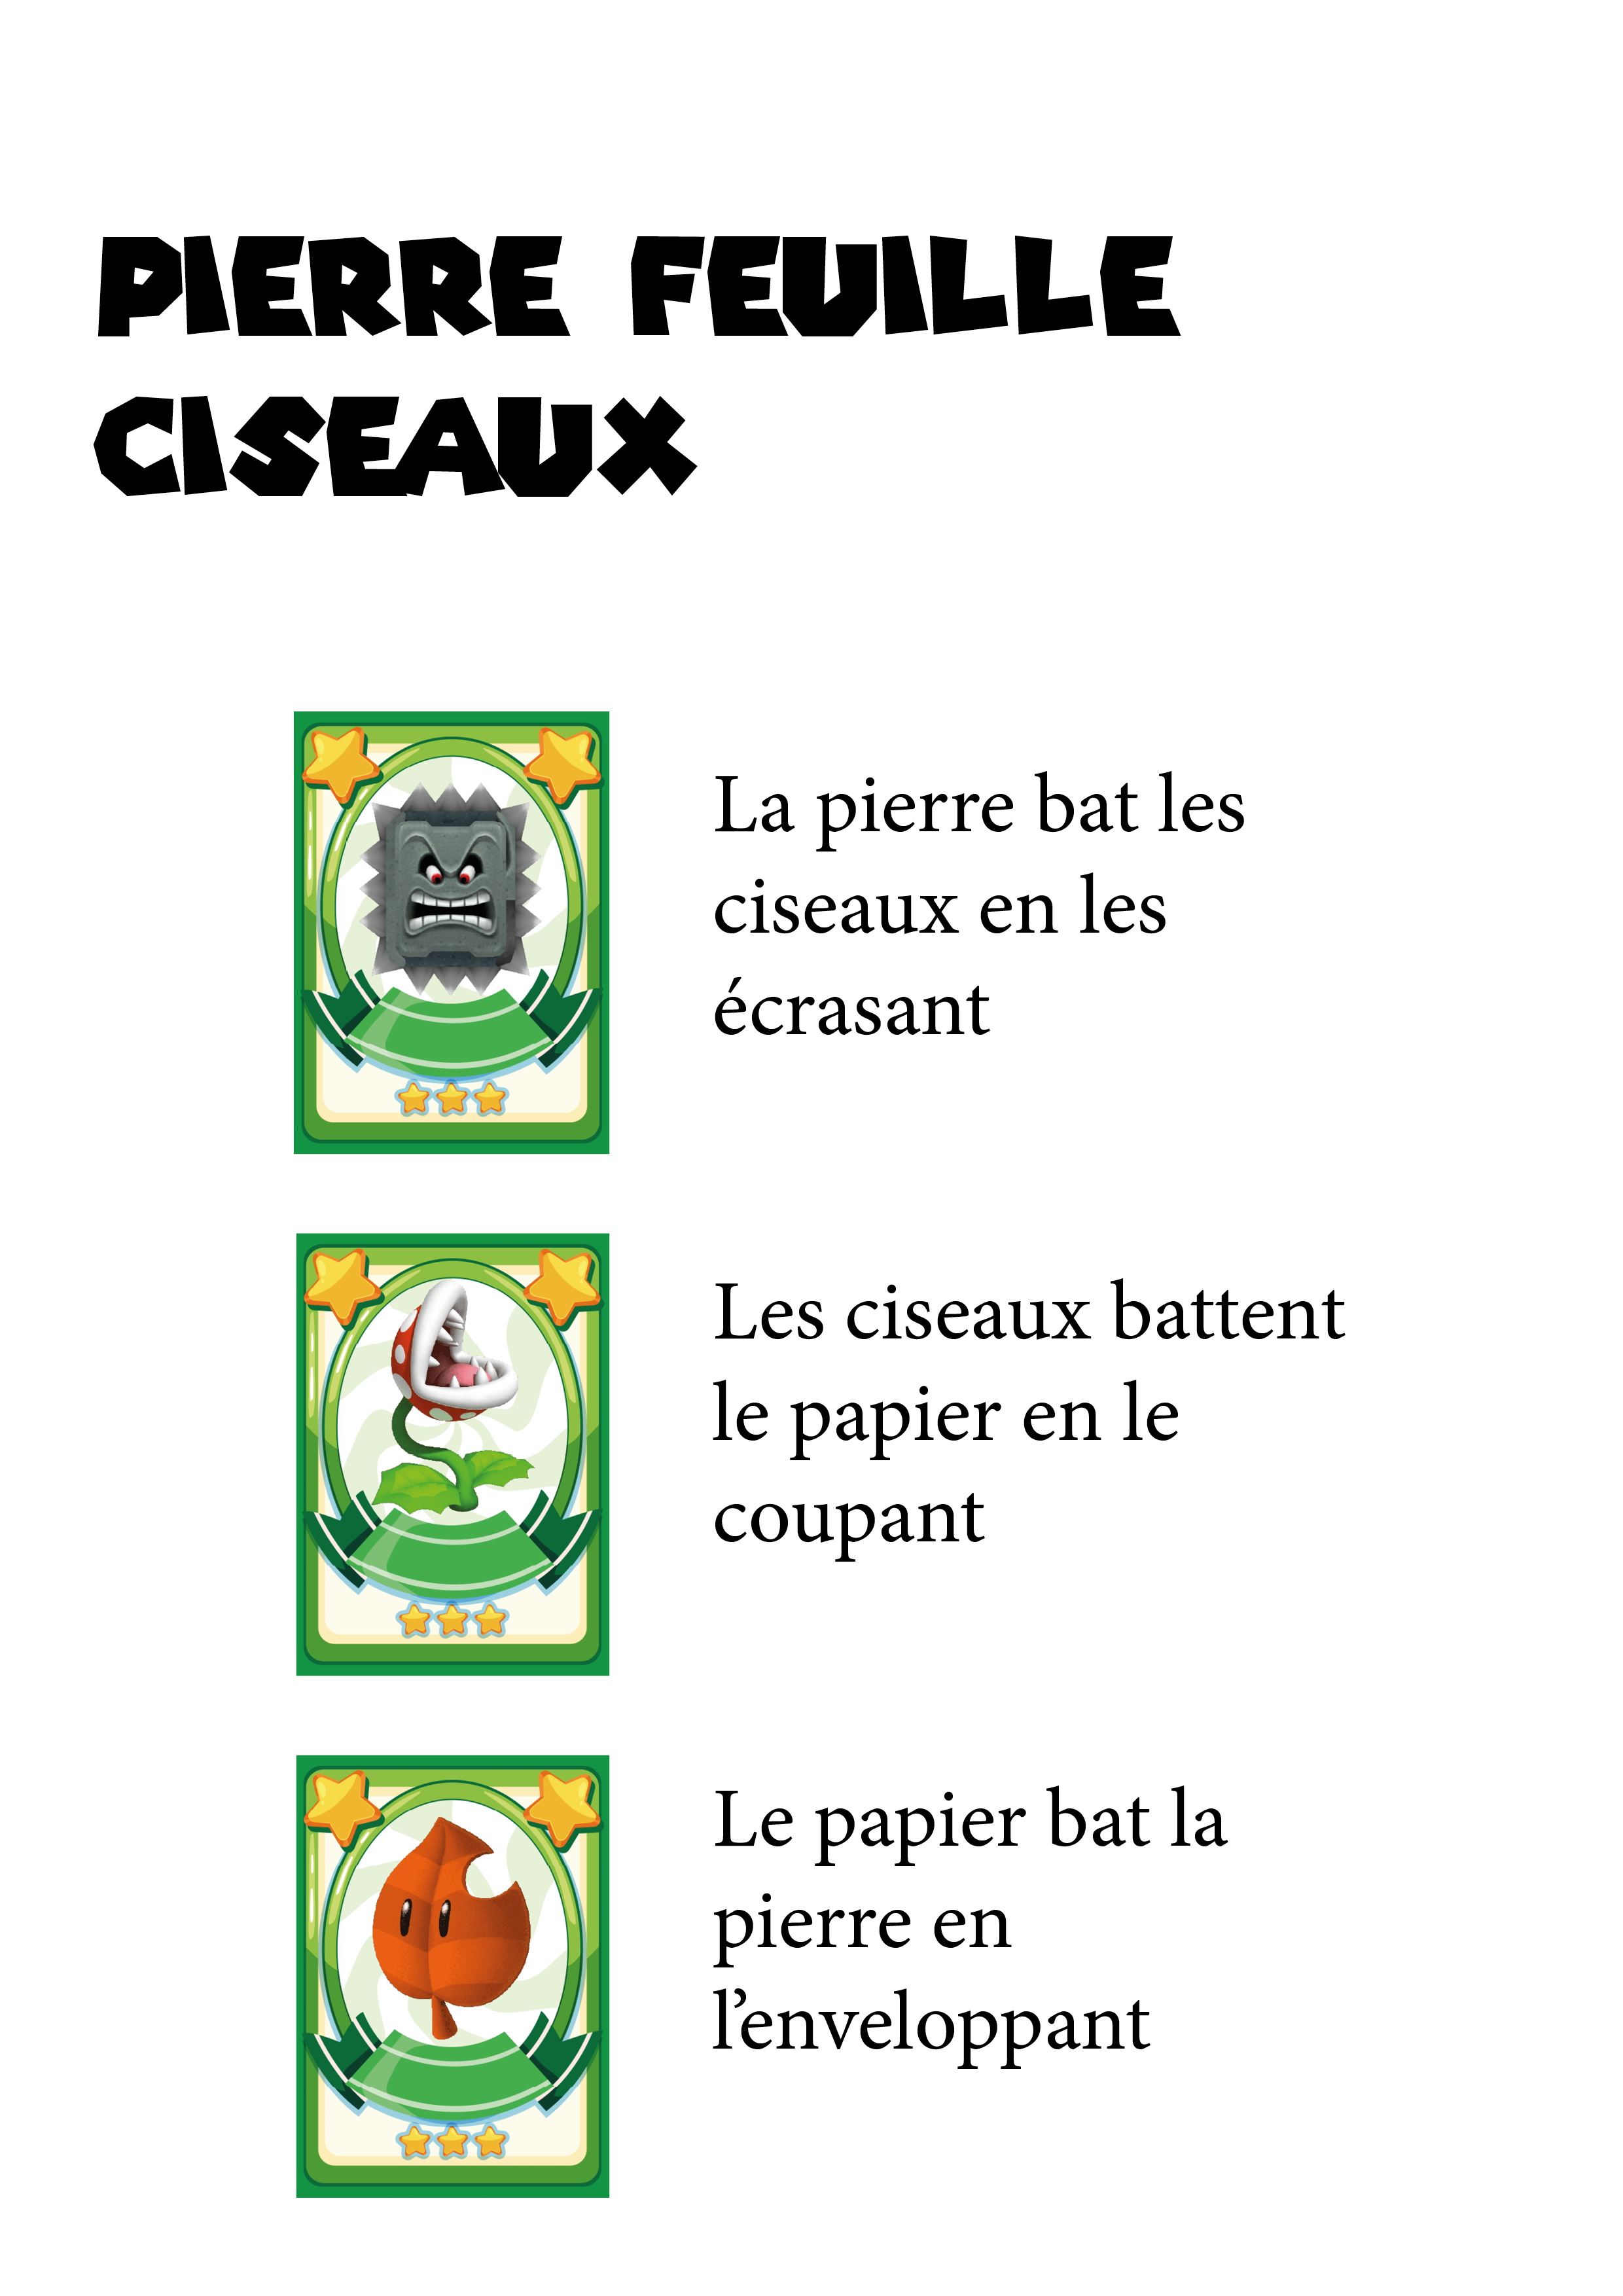 PIERRE FEUILLE
CISEAUX
La pierre bat les
ciseaux en les
écrasant
Les ciseaux battent
le papier en le
coupant
Le papier bat la
pierre en
l’enveloppant